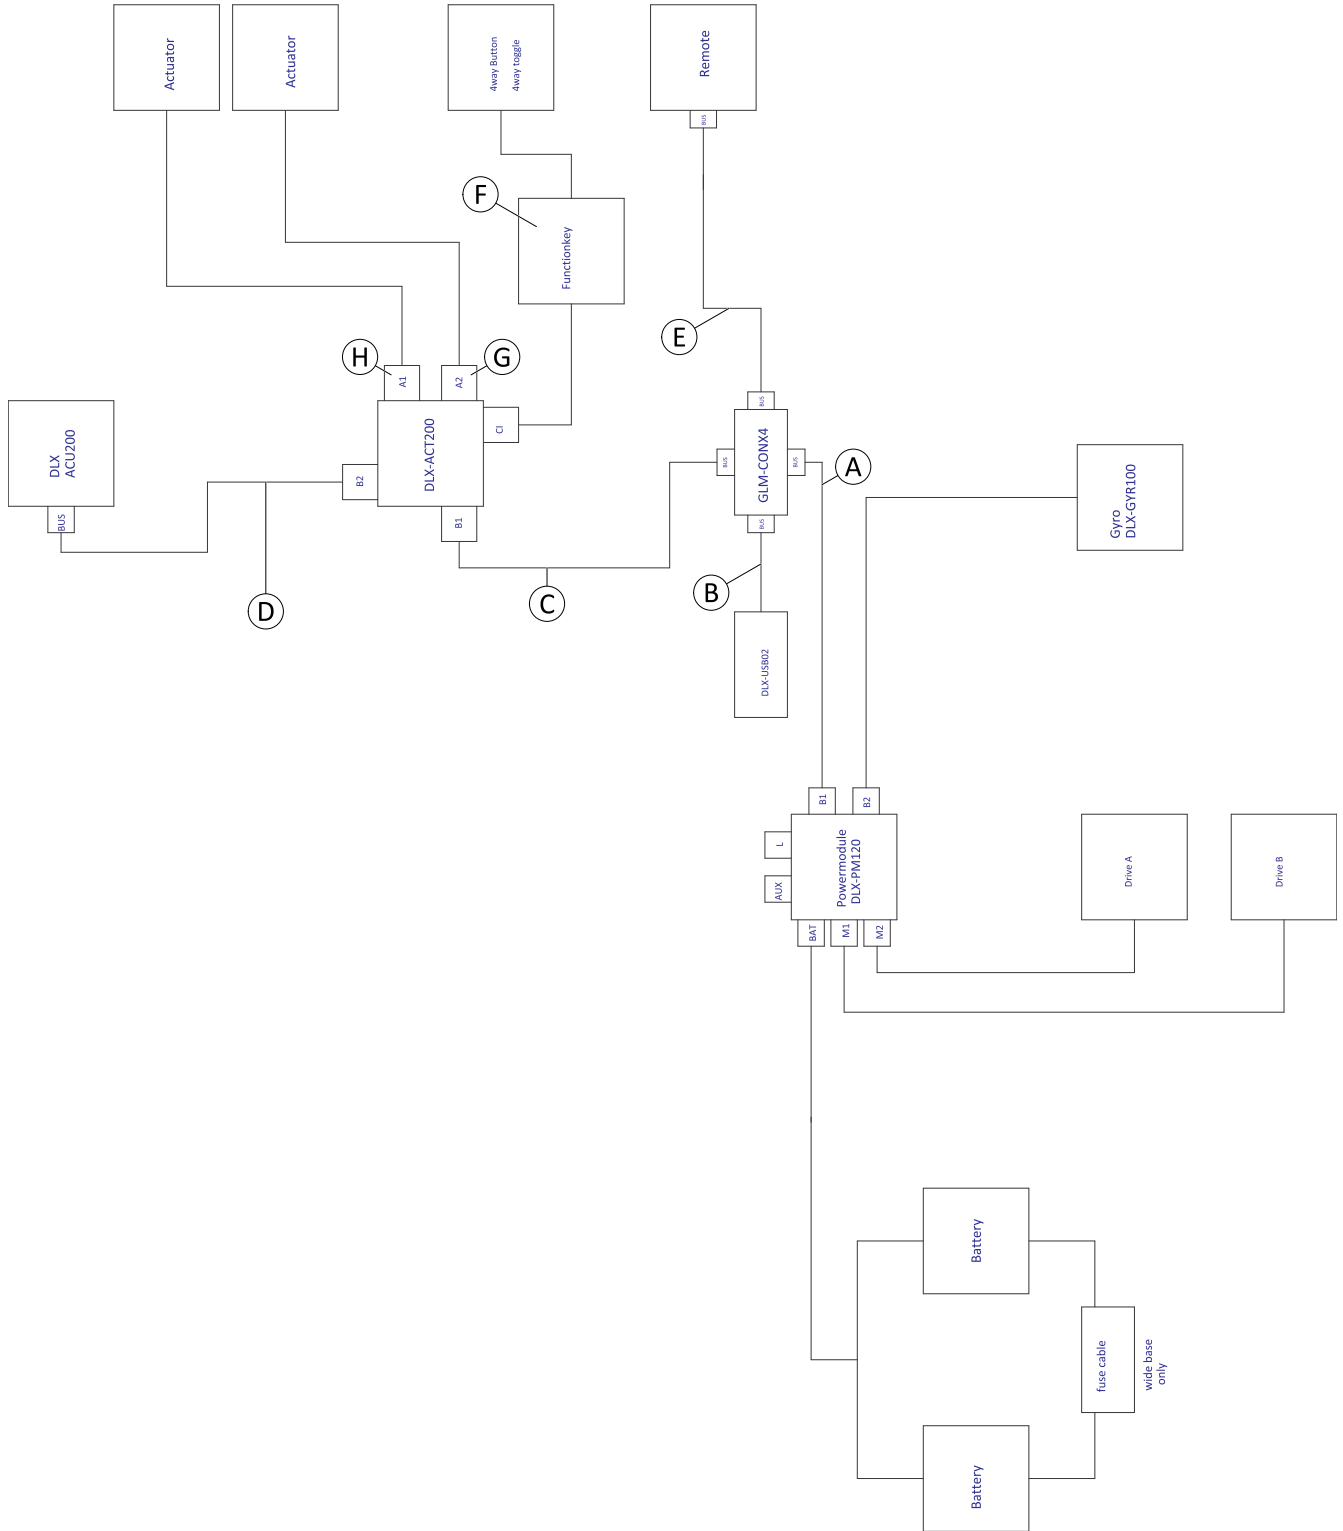 Actuator
Actuator
4way Button
4way toggle
Remote
BUS
F
Functionkey
E
H
G
A1
A2
CI
DLX-ACT200
B2
B1
DLX
ACU200
BUS
D
C
BUS
BUS
GLM-CONX4
BUS
BUS
A
B
DLX-USB02
Gyro
DLX-GYR100
B1
B2
L
AUX
Powermodule
DLX-PM120
BAT
M1
M2
Drive A
Drive B
Battery
fuse cable
wide base
only
Battery